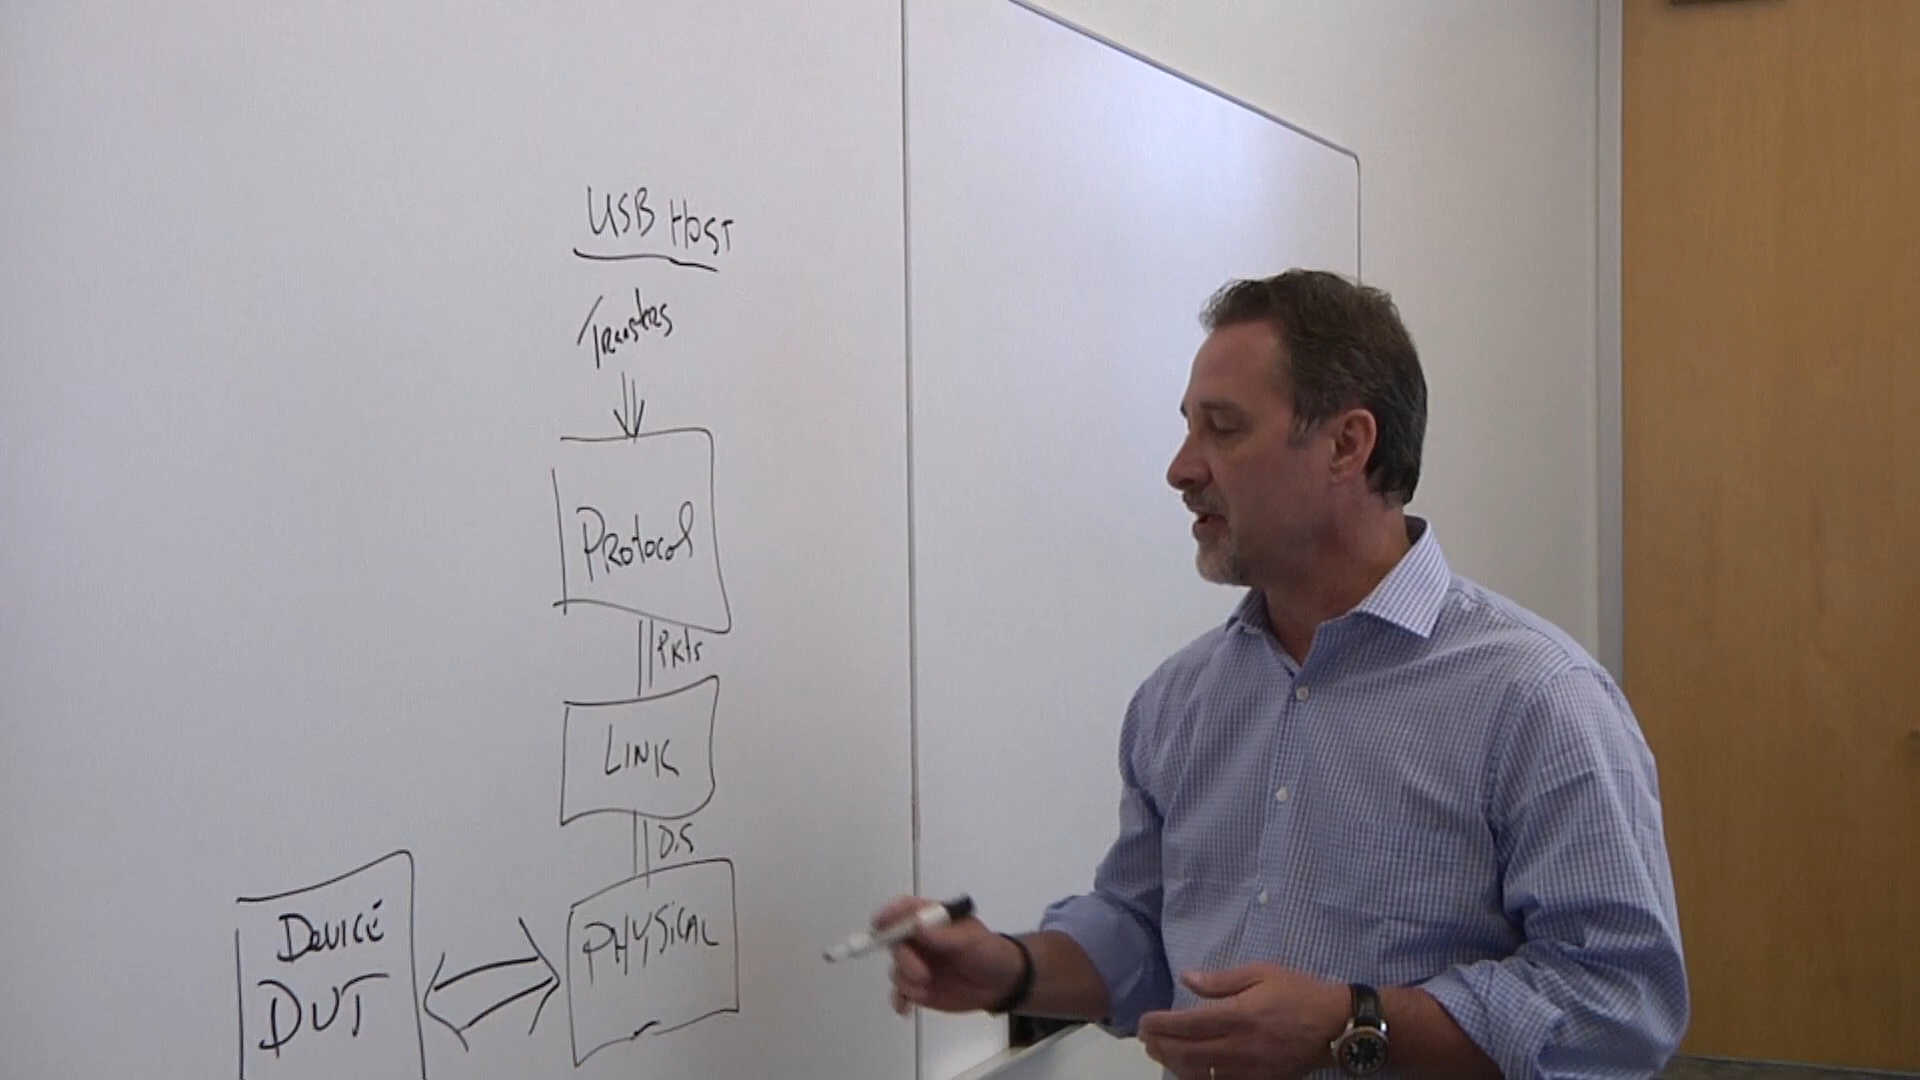 USB HOST
Transfers
Protocol
Pkts
LINK
D.S
PHYSICAL
Device
DUT